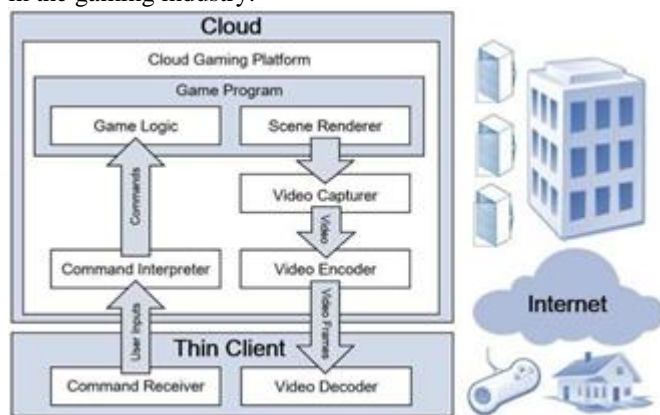 in the gaming industry.
Cloud
Cloud Gaming Platform
Game Program
Game Logic
Scene Renderer
Commands
Video Capturer
Video
Command Interpreter
Video Encoder
Internet
User Inputs
Video Frames
Thin Client
Command Receiver
Video Decoder